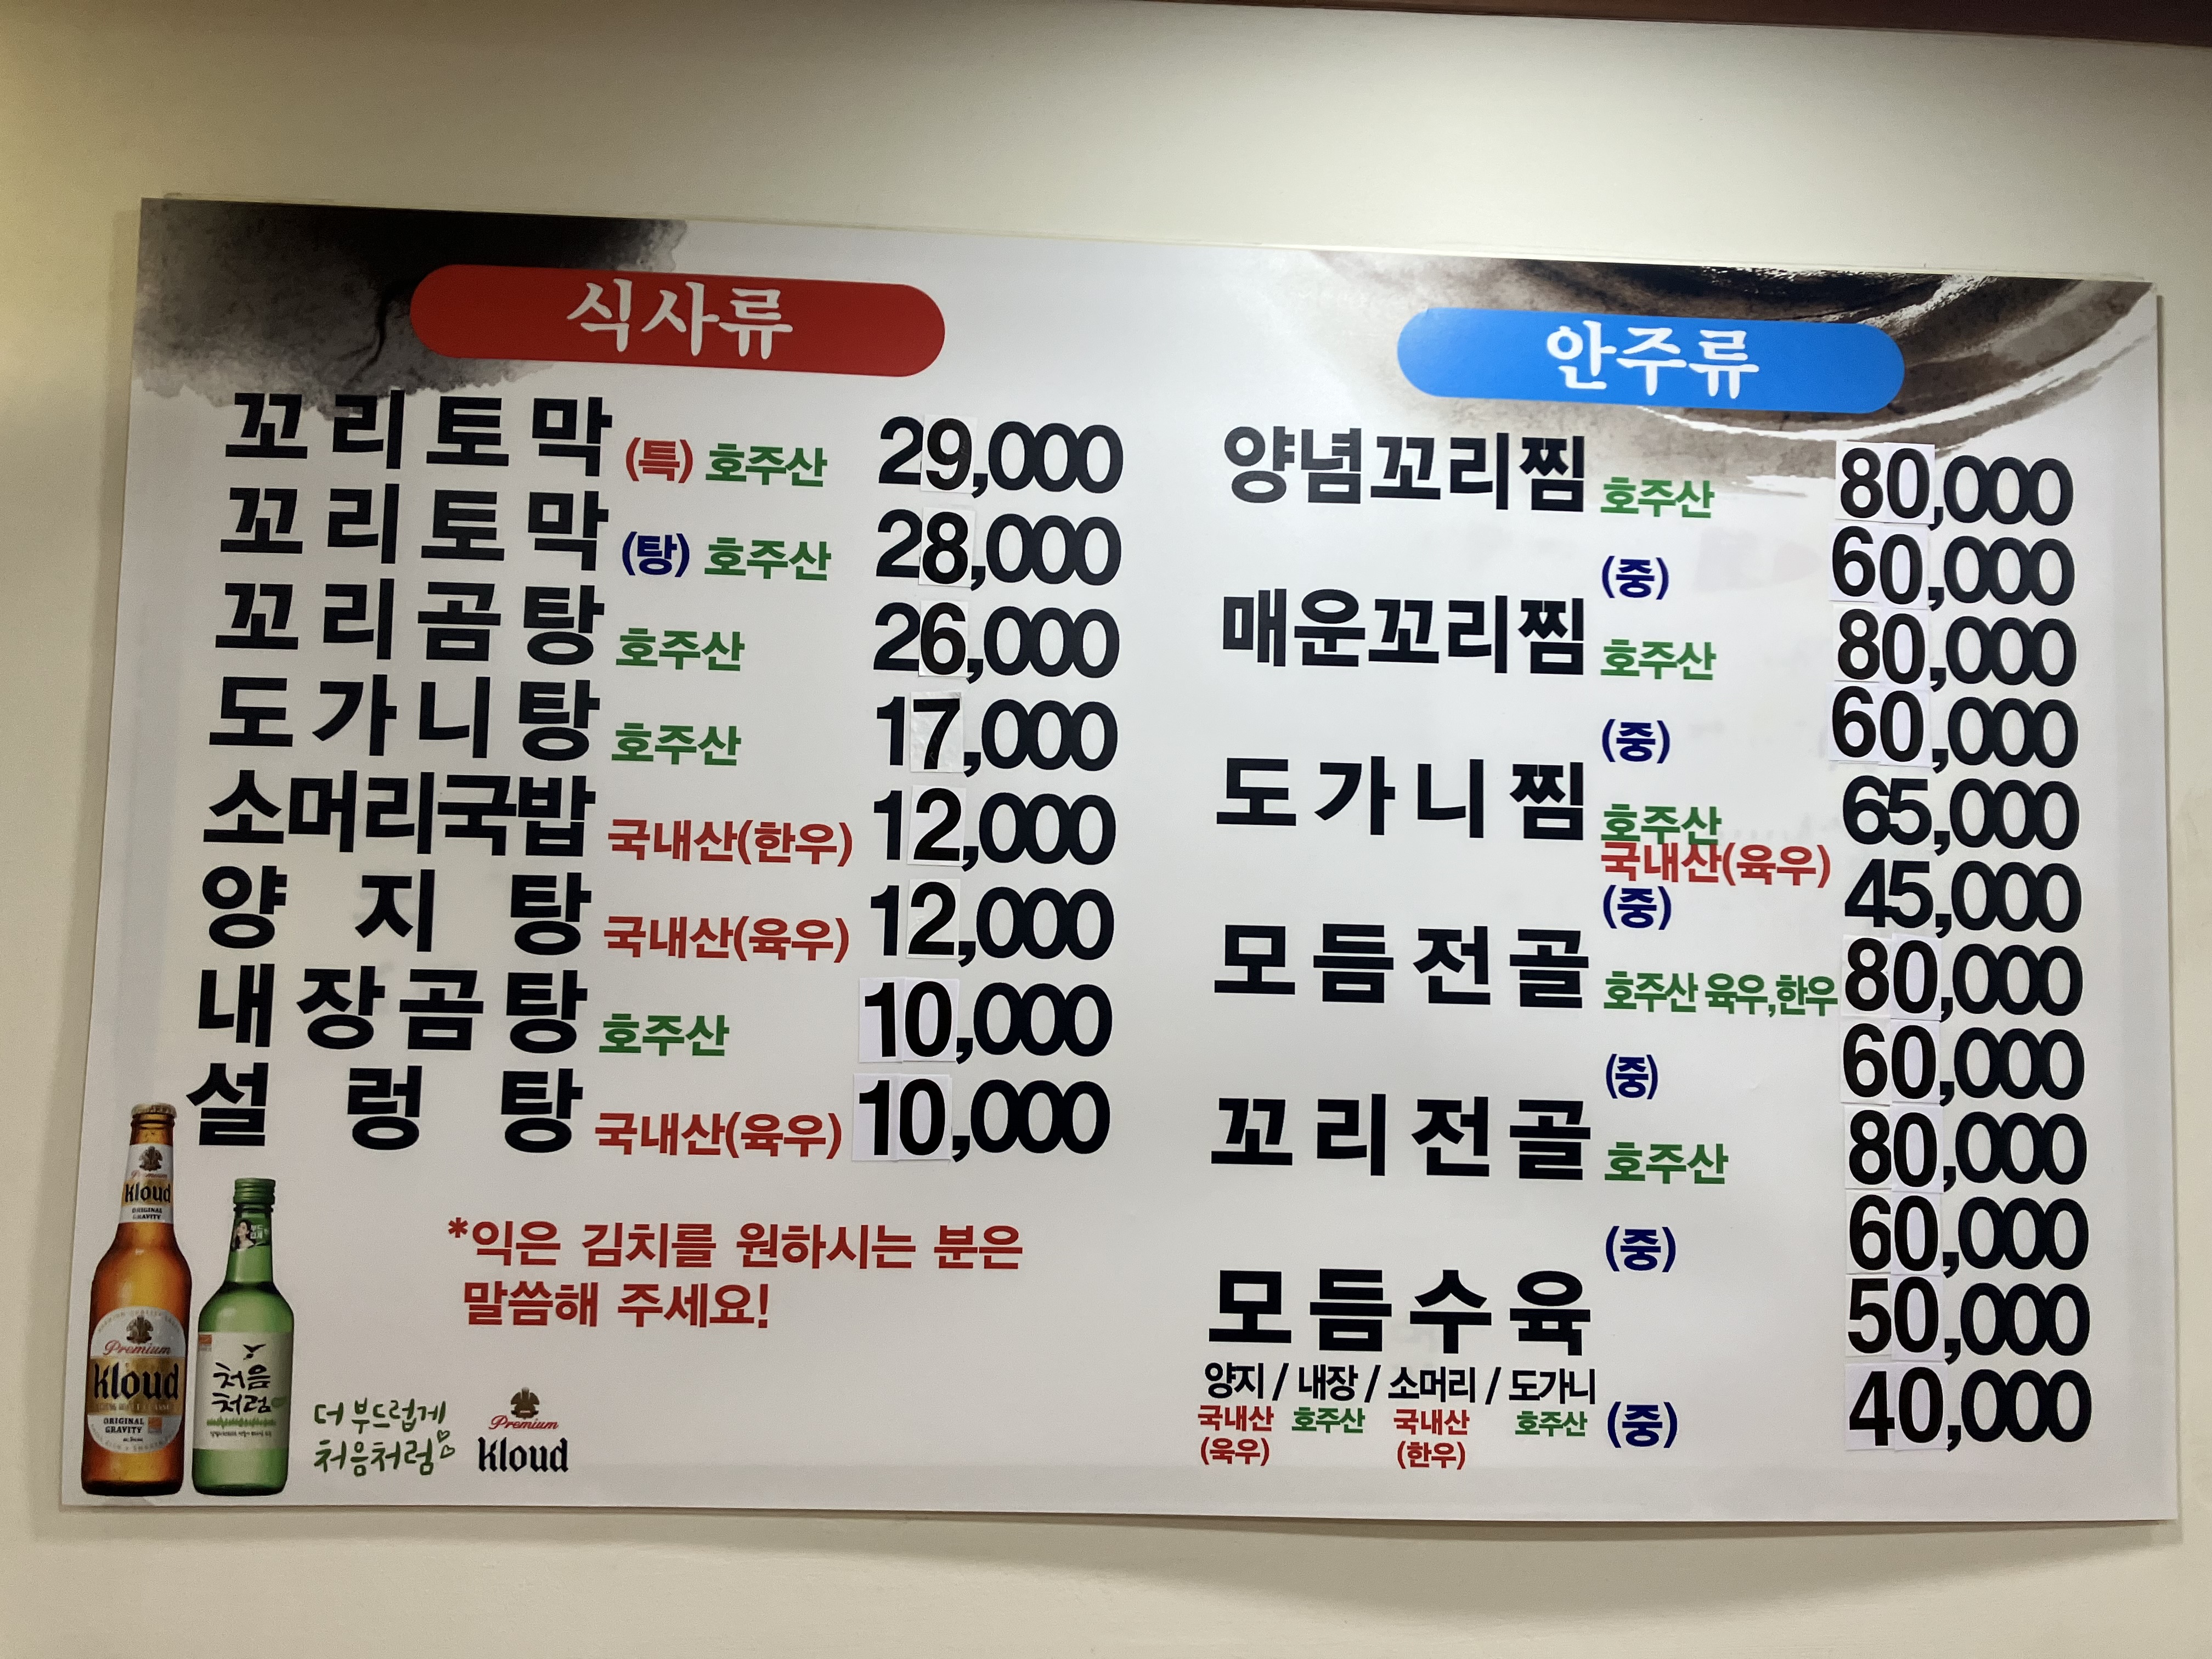 식사류
꼬리토막 (특) 호주산 29,000
꼬리토막 (탕) 호주산 28,000
꼬리곰탕 호주산 26,000
도가니탕 호주산 17,000
소머리국밥 국내산(한우) 12,000
양지탕 국내산(육우) 12,000
내장곰탕 호주산 10,000
설렁탕 국내산(육우) 10,000
*익은 김치를 원하시는 분은
말씀해 주세요!
안주류
양념꼬리찜 호주산 80,000
(중) 60,000
매운꼬리찜 호주산 80,000
(중) 60,000
도가니찜 호주산 65,000
국내산(육우)
(중) 45,000
모듬전골 호주산 육우,한우 80,000
(중) 60,000
꼬리전골 호주산 80,000
(중) 60,000
모듬수육 50,000
양지 / 내장 / 소머리 / 도가니
국내산 호주산 국내산 호주산 (중) 40,000
(육우) (한우)
Kloud
ORIGINAL
GRAVITY
Premium
Kloud
ORIGINAL
GRAVITY
처음
처럼
더 부드럽게
처음처럼
Premium
Kloud